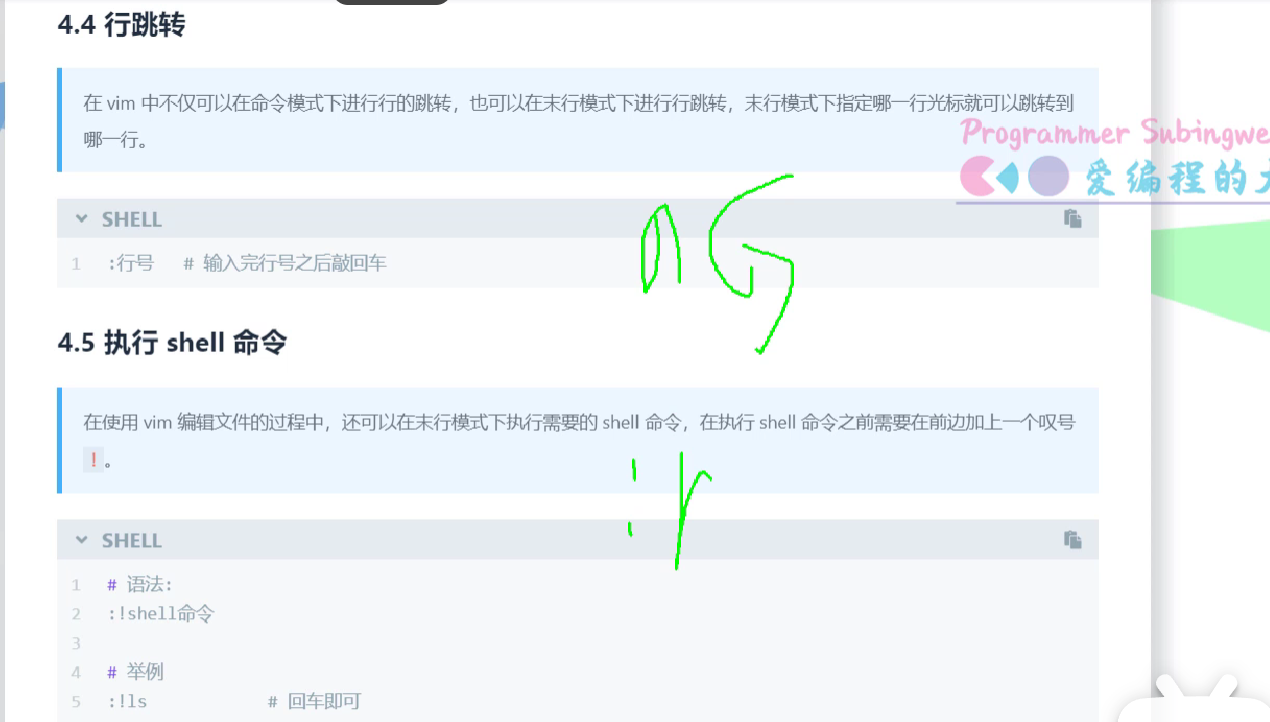 4.4 行跳转
在 vim 中不仅可以在命令模式下进行行的跳转，也可以在末行模式下进行行跳转，末行模式下指定哪一行光标就可以跳转到
哪一行。
Programmer Subingwe
爱编程的大
SHELL
1 :行号 # 输入完行号之后敲回车
nG
4.5 执行 shell 命令
在使用 vim 编辑文件的过程中，还可以在末行模式下执行需要的 shell 命令，在执行 shell 命令之前需要在前边加上一个叹号
!。
:r
SHELL
1 # 语法:
2 :!shell命令
3
4 # 举例
5 :!ls # 回车即可